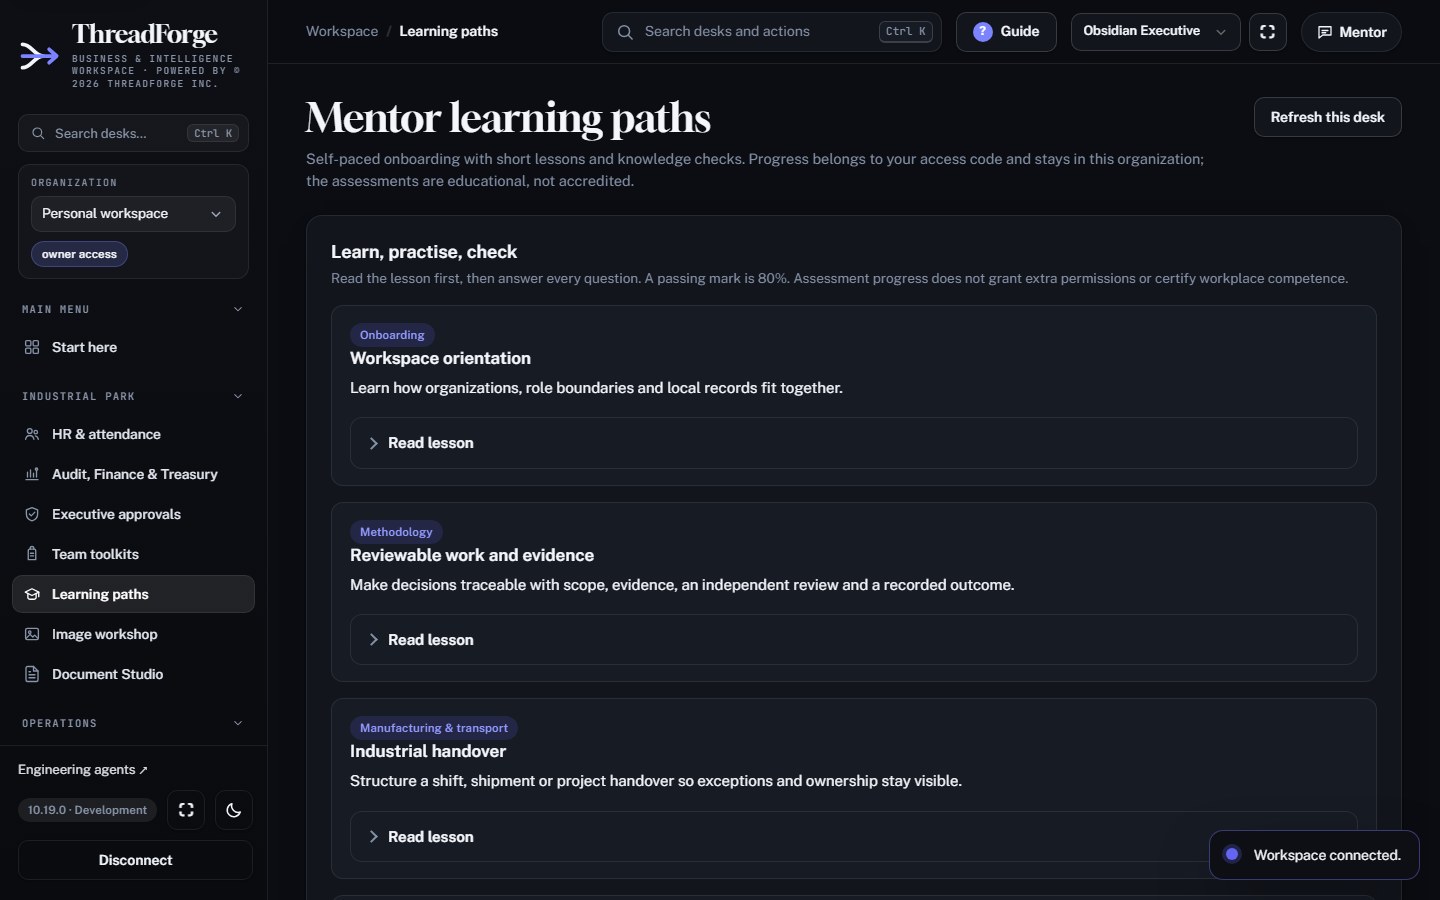 ThreadForge
BUSINESS & INTELLIGENCE
WORKSPACE · POWERED BY ©
2026 THREADFORGE INC.
Search desks...
Ctrl K
ORGANIZATION
Personal workspace
owner access
MAIN MENU
Start here
INDUSTRIAL PARK
HR & attendance
Audit, Finance & Treasury
Executive approvals
Team toolkits
Learning paths
Image workshop
Document Studio
OPERATIONS
Engineering agents ↗
10.19.0 · Development
Disconnect
Workspace / Learning paths
Search desks and actions
Ctrl K
? Guide
Obsidian Executive
Mentor
Mentor learning paths
Refresh this desk
Self-paced onboarding with short lessons and knowledge checks. Progress belongs to your access code and stays in this organization;
the assessments are educational, not accredited.
Learn, practise, check
Read the lesson first, then answer every question. A passing mark is 80%. Assessment progress does not grant extra permissions or certify workplace competence.
Onboarding
Workspace orientation
Learn how organizations, role boundaries and local records fit together.
Read lesson
Methodology
Reviewable work and evidence
Make decisions traceable with scope, evidence, an independent review and a recorded outcome.
Read lesson
Manufacturing & transport
Industrial handover
Structure a shift, shipment or project handover so exceptions and ownership stay visible.
Read lesson
Workspace connected.